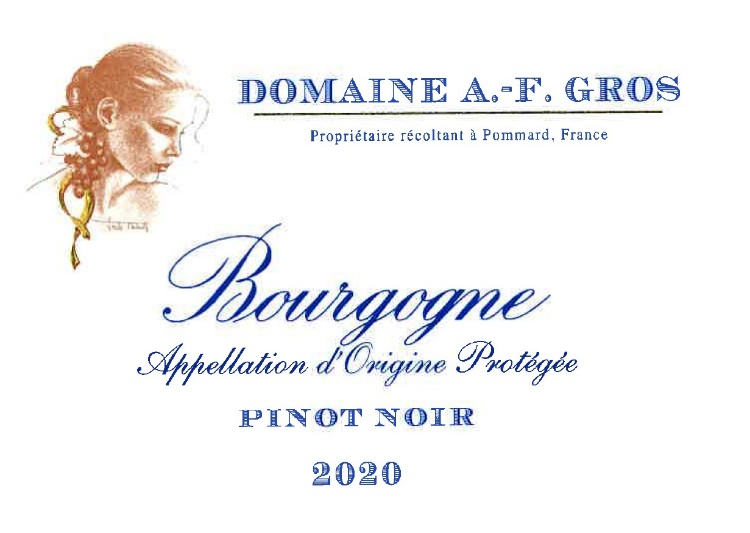 DOMAINE A.-F. GROS
Propriétaire récoltant à Pommard, France
Bourgogne
Appellation d'Origine Protégée
PINOT NOIR
2020